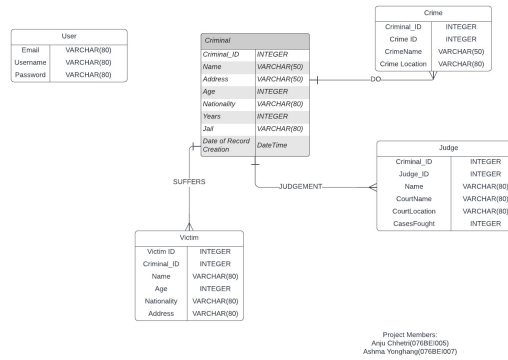 User
Email VARCHAR(80)
Username VARCHAR(80)
Password VARCHAR(80)
Criminal
Criminal_ID INTEGER
Name VARCHAR(50)
Address VARCHAR(50)
Age INTEGER
Nationality VARCHAR(80)
Years INTEGER
Jail VARCHAR(80)
Date of Record
Creation DateTime
Crime
Criminal_ID INTEGER
Crime ID INTEGER
CrimeName VARCHAR(50)
Crime Location VARCHAR(80)
DO
SUFFERS
JUDGEMENT
Judge
Criminal_ID INTEGER
Judge_ID INTEGER
Name VARCHAR(80)
CourtName VARCHAR(80)
CourtLocation VARCHAR(80)
CasesFought INTEGER
Victim
Victim ID INTEGER
Criminal_ID INTEGER
Name VARCHAR(80)
Age INTEGER
Nationality VARCHAR(80)
Address VARCHAR(80)
Project Members:
Anju Chhetri(076BEI005)
Ashma Yonghang(076BEI007)